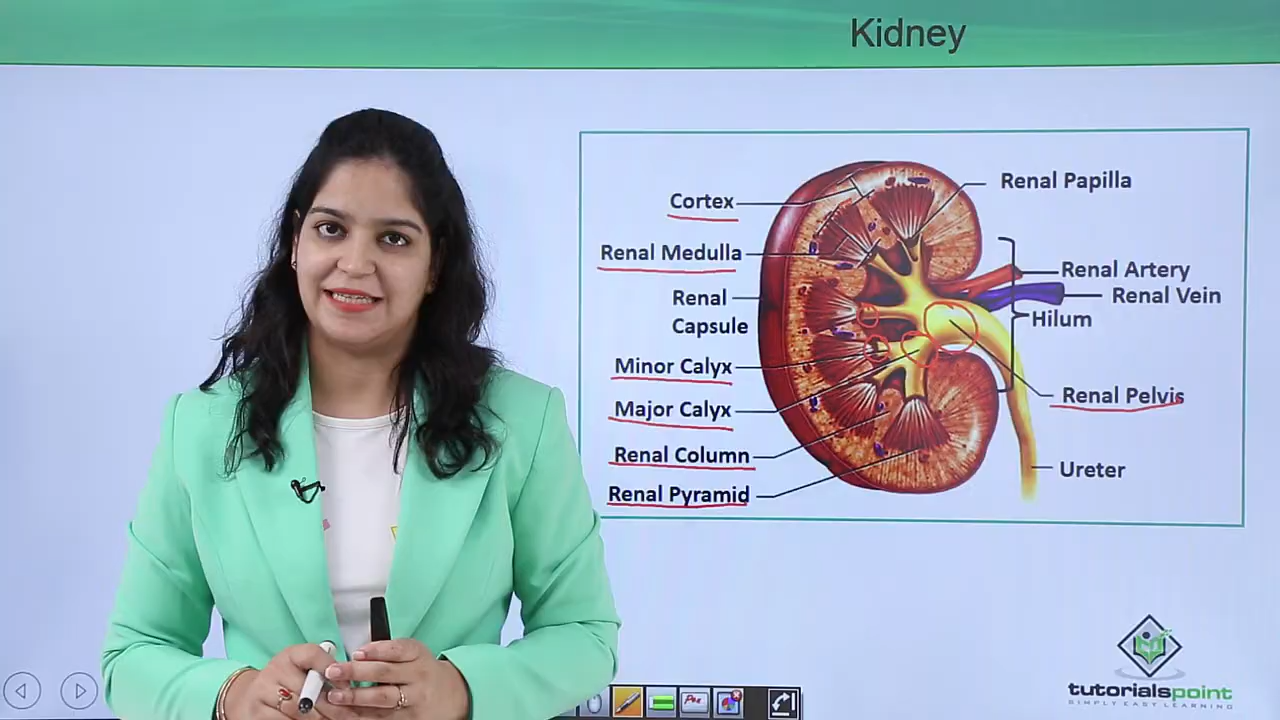 Kidney
Cortex
Renal Medulla
Renal
Capsule
Minor Calyx
Major Calyx
Renal Column
Renal Pyramid
Renal Papilla
Renal Artery
Renal Vein
Hilum
Renal Pelvis
Ureter
tutorialspoint
SIMPLY EASY LEARNING